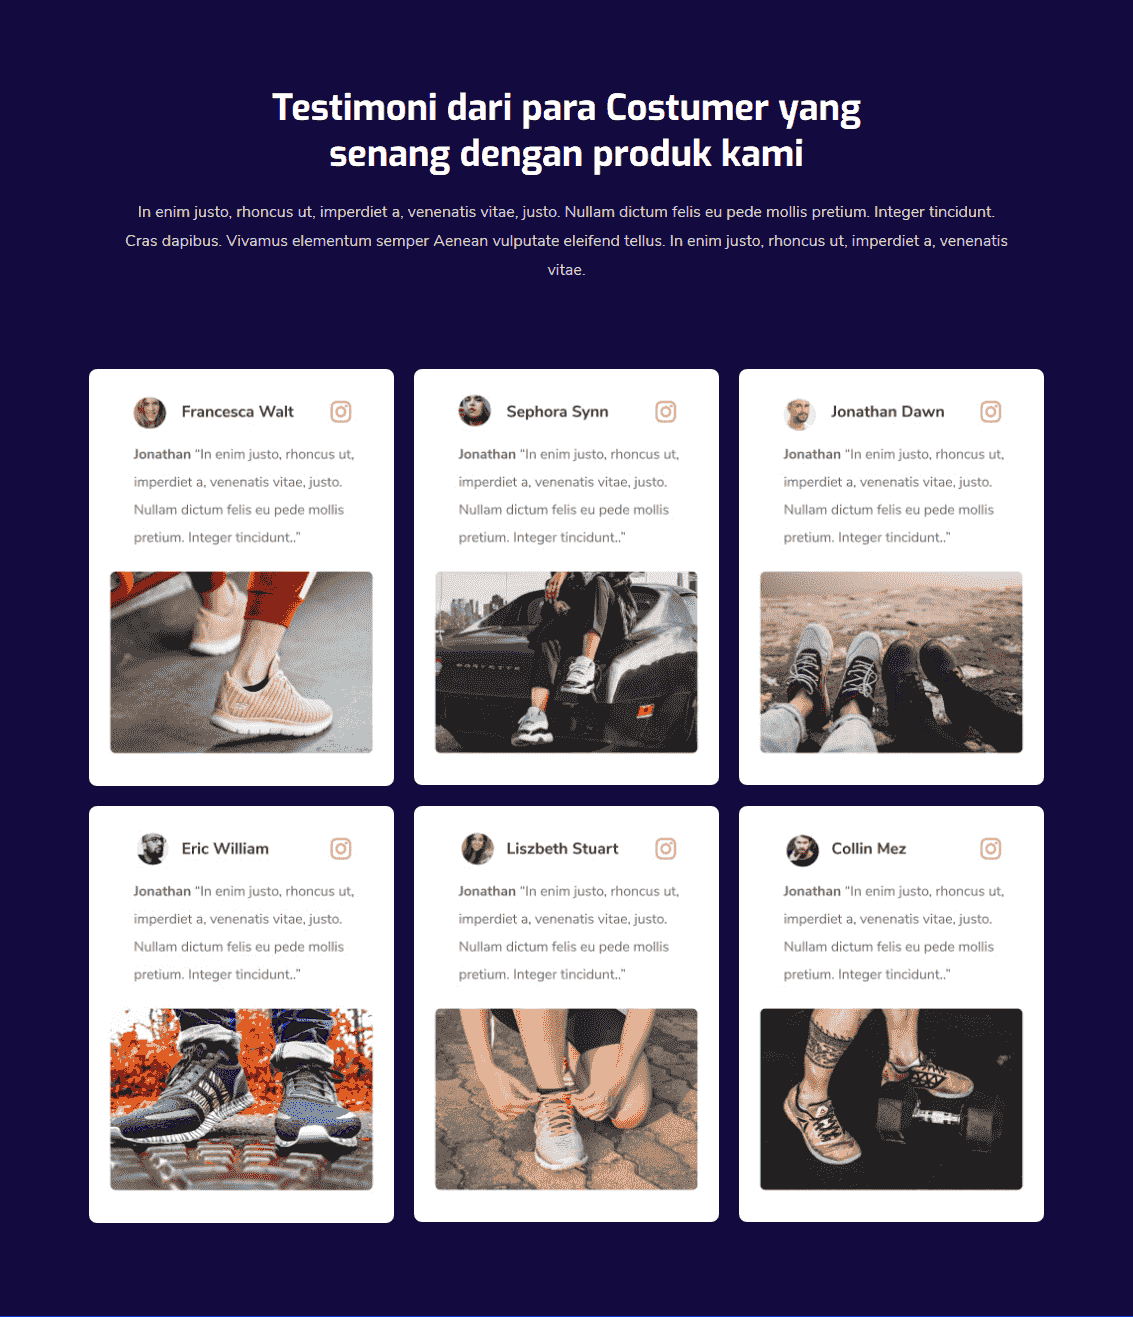 Testimoni dari para Costumer yang
senang dengan produk kami
In enim justo, rhoncus ut, imperdiet a, venenatis vitae, justo. Nullam dictum felis eu pede mollis pretium. Integer tincidunt.
Cras dapibus. Vivamus elementum semper Aenean vulputate eleifend tellus. In enim justo, rhoncus ut, imperdiet a, venenatis
vitae.
Francesca Walt
Jonathan “In enim justo, rhoncus ut,
imperdiet a, venenatis vitae, justo.
Nullam dictum felis eu pede mollis
pretium. Integer tincidunt..”
Sephora Synn
Jonathan “In enim justo, rhoncus ut,
imperdiet a, venenatis vitae, justo.
Nullam dictum felis eu pede mollis
pretium. Integer tincidunt..”
CORVETTE
Jonathan Dawn
Jonathan “In enim justo, rhoncus ut,
imperdiet a, venenatis vitae, justo.
Nullam dictum felis eu pede mollis
pretium. Integer tincidunt..”
Eric William
Jonathan “In enim justo, rhoncus ut,
imperdiet a, venenatis vitae, justo.
Nullam dictum felis eu pede mollis
pretium. Integer tincidunt..”
Liszbeth Stuart
Jonathan “In enim justo, rhoncus ut,
imperdiet a, venenatis vitae, justo.
Nullam dictum felis eu pede mollis
pretium. Integer tincidunt..”
Collin Mez
Jonathan “In enim justo, rhoncus ut,
imperdiet a, venenatis vitae, justo.
Nullam dictum felis eu pede mollis
pretium. Integer tincidunt..”